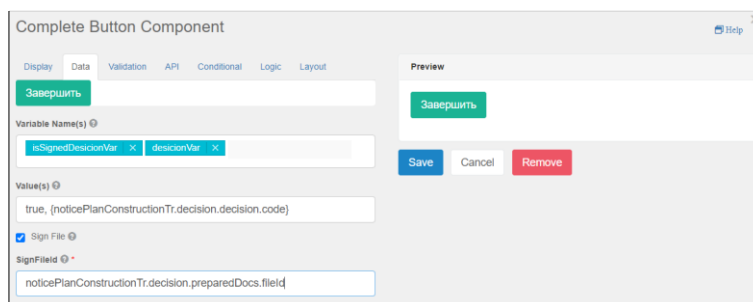 Complete Button Component
Help
Display Data Validation API Conditional Logic Layout
Завершить
Variable Name(s)
isSignedDesicionVar × desicionVar ×
Value(s)
true, {noticePlanConstructionTr.decision.decision.code}
Sign File
SignFileId *
noticePlanConstructionTr.decision.preparedDocs.fileId
Preview
Завершить
Save Cancel Remove